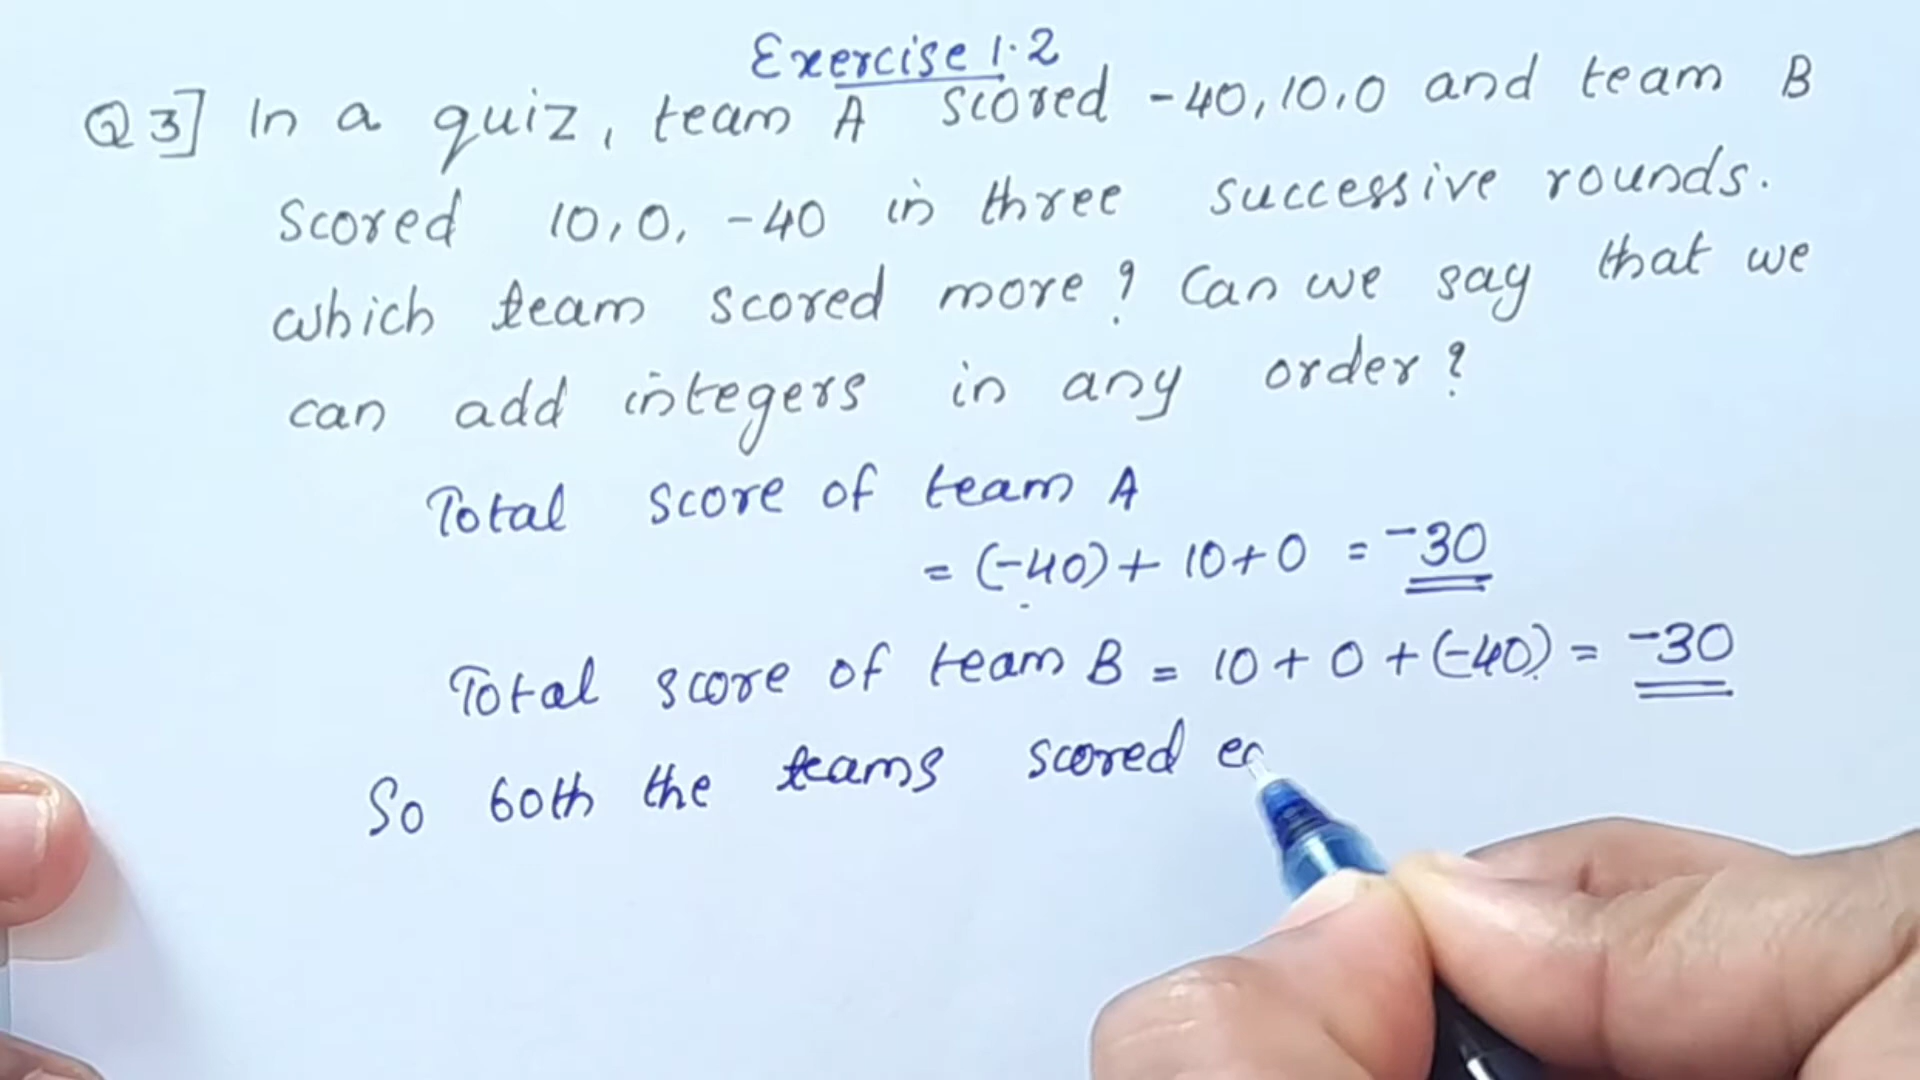 Exercise 1.2
Q3] In a quiz, team A scored -40, 10, 0 and team B
scored 10, 0, -40 in three successive rounds.
which team scored more? Can we say that we
can add integers in any order?
Total score of team A
= (-40) + 10 + 0 = -30
Total score of team B = 10 + 0 + (-40) = -30
So both the teams scored